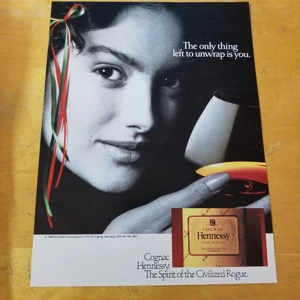 The only thing
left to unwrap is you.
COGNAC
Hennessy
Cognac
Hennessy.
The Spirit of the Civilized Rogue.